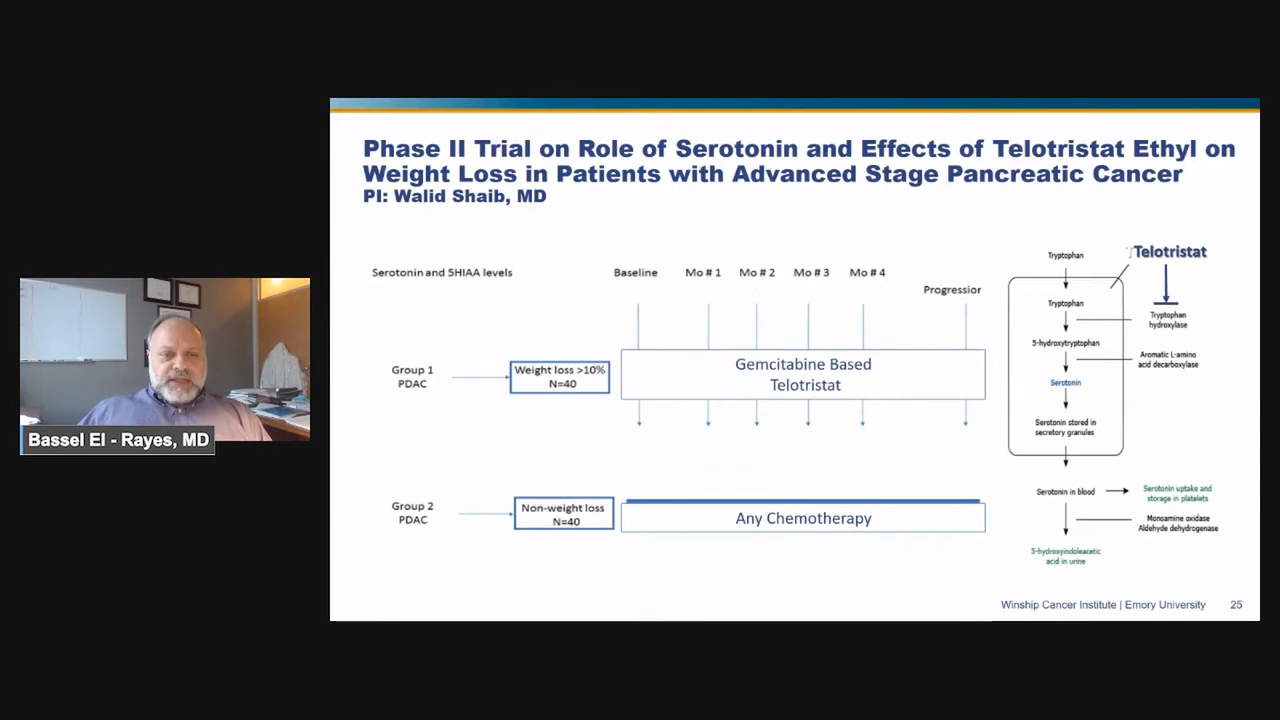 Phase II Trial on Role of Serotonin and Effects of Telotristat Ethyl on
Weight Loss in Patients with Advanced Stage Pancreatic Cancer
PI: Walid Shaib, MD
Serotonin and 5HIAA levels
Baseline
Mo # 1
Mo # 2
Mo # 3
Mo # 4
Progressior
Group 1
PDAC
Weight loss >10%
N=40
Gemcitabine Based
Telotristat
Group 2
PDAC
Non-weight loss
N=40
Any Chemotherapy
Telotristat
Tryptophan
Tryptophan
Tryptophan
hydroxylase
5-hydroxytryptophan
Aromatic L-amino
acid decarboxylase
Serotonin
Serotonin stored in
secretory granules
Serotonin in blood
Serotonin uptake and
storage in platelets
Monoamine oxidase
Aldehyde dehydrogenase
5-hydroxyindoleacetic
acid in urine
Winship Cancer Institute | Emory University
25
Bassel El - Rayes, MD